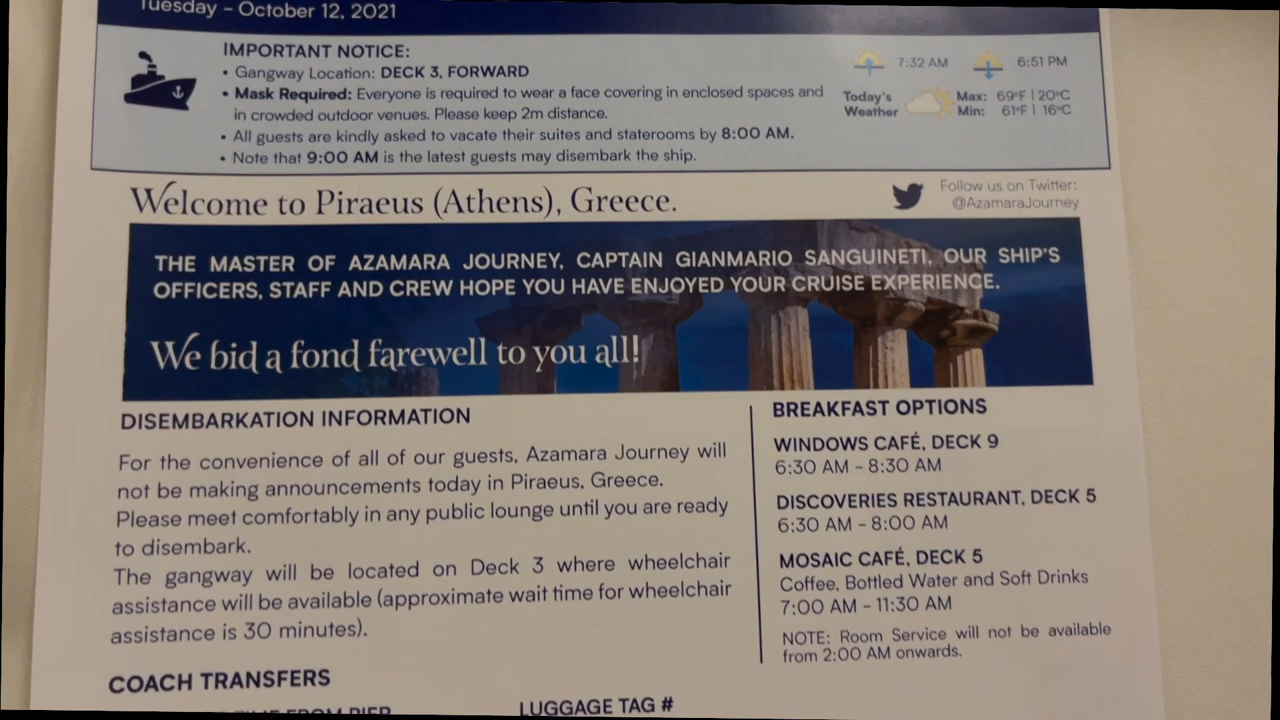 Tuesday – October 12, 2021
IMPORTANT NOTICE:
• Gangway Location: DECK 3, FORWARD
• Mask Required: Everyone is required to wear a face covering in enclosed spaces and
in crowded outdoor venues. Please keep 2m distance.
• All guests are kindly asked to vacate their suites and staterooms by 8:00 AM.
• Note that 9:00 AM is the latest guests may disembark the ship.
7:32 AM 6:51 PM
Today's
Weather
Max: 69°F | 20°C
Min: 61°F | 16°C
Welcome to Piraeus (Athens), Greece.
Follow us on Twitter:
@AzamaraJourney
THE MASTER OF AZAMARA JOURNEY, CAPTAIN GIANMARIO SANGUINETI, OUR SHIP'S
OFFICERS, STAFF AND CREW HOPE YOU HAVE ENJOYED YOUR CRUISE EXPERIENCE.
We bid a fond farewell to you all!
DISEMBARKATION INFORMATION
For the convenience of all of our guests, Azamara Journey will
not be making announcements today in Piraeus, Greece.
Please meet comfortably in any public lounge until you are ready
to disembark.
The gangway will be located on Deck 3 where wheelchair
assistance will be available (approximate wait time for wheelchair
assistance is 30 minutes).
BREAKFAST OPTIONS
WINDOWS CAFÉ, DECK 9
6:30 AM – 8:30 AM
DISCOVERIES RESTAURANT, DECK 5
6:30 AM – 8:00 AM
MOSAIC CAFÉ, DECK 5
Coffee, Bottled Water and Soft Drinks
7:00 AM – 11:30 AM
NOTE: Room Service will not be available
from 2:00 AM onwards.
COACH TRANSFERS
TIME FROM PIER
LUGGAGE TAG #